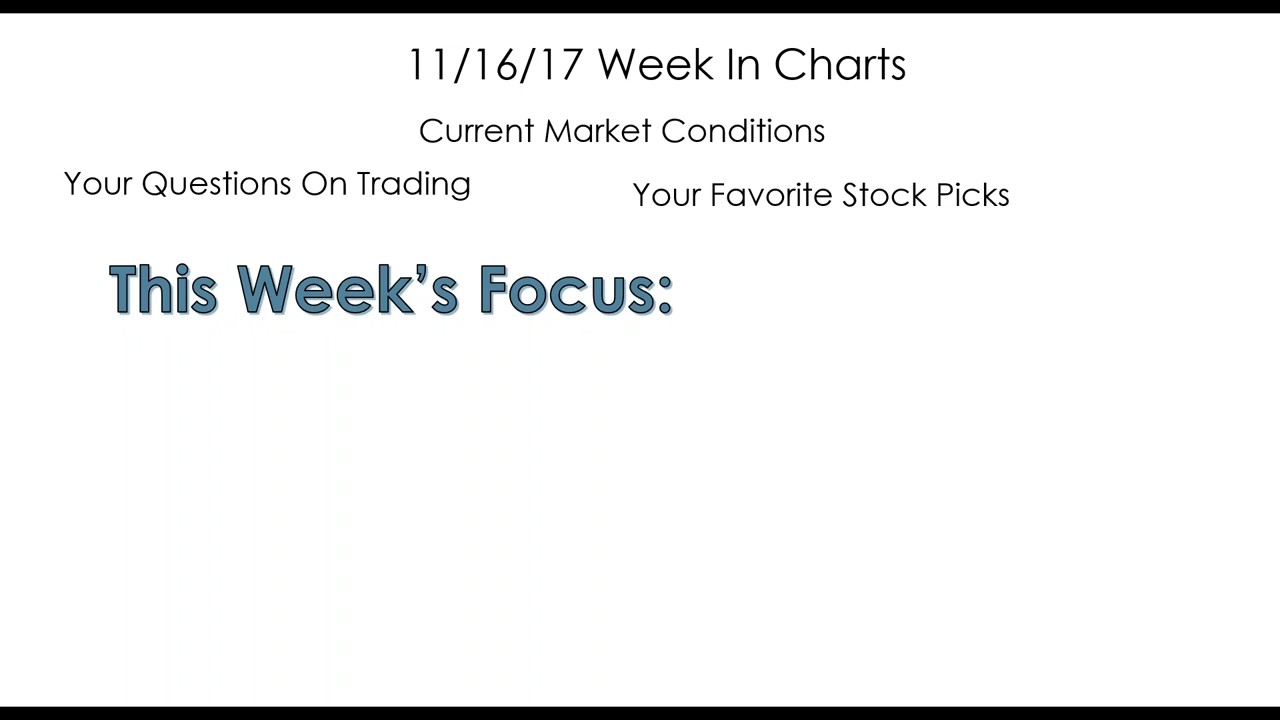 11/16/17 Week In Charts
Current Market Conditions
Your Questions On Trading
Your Favorite Stock Picks
This Week’s Focus: